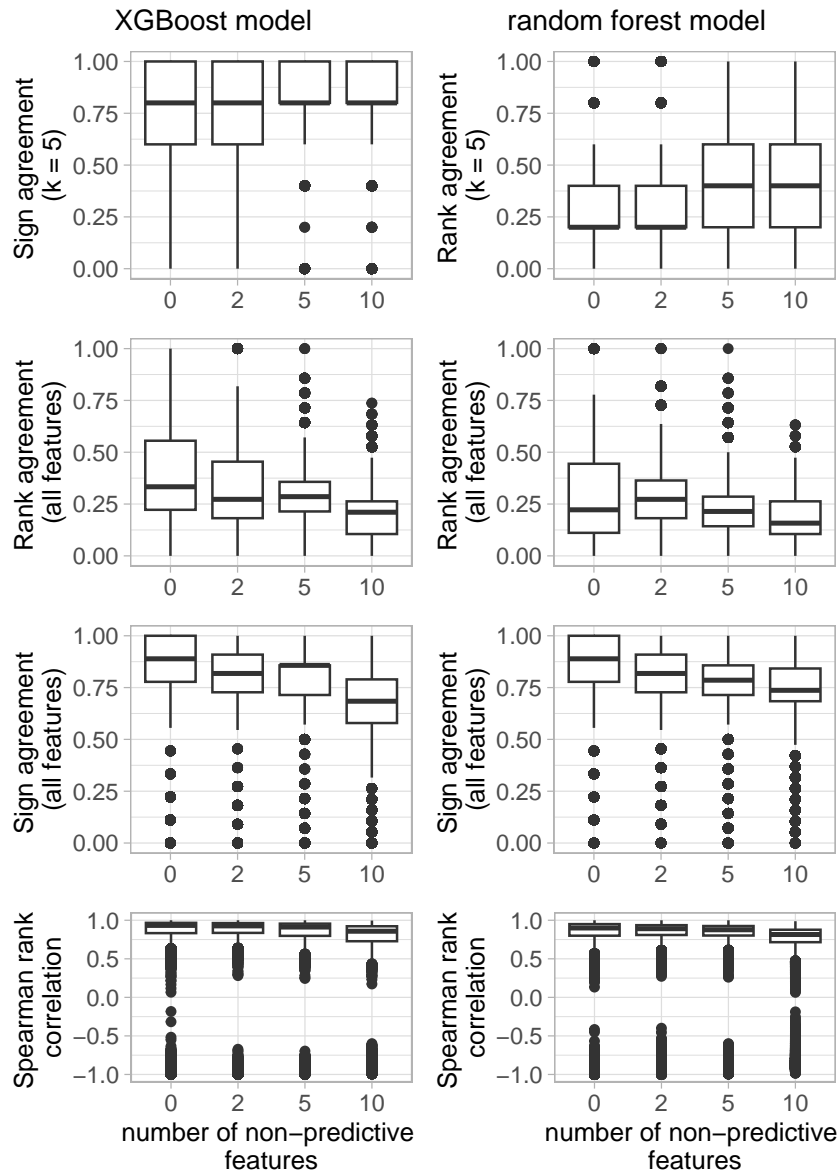 XGBoost model
random forest model
Sign agreement
(k = 5)
1.00
0.75
0.50
0.25
0.00
0 2 5 10
Rank agreement
(k = 5)
1.00
0.75
0.50
0.25
0.00
0 2 5 10
Rank agreement
(all features)
1.00
0.75
0.50
0.25
0.00
0 2 5 10
Rank agreement
(all features)
1.00
0.75
0.50
0.25
0.00
0 2 5 10
Sign agreement
(all features)
1.00
0.75
0.50
0.25
0.00
0 2 5 10
Sign agreement
(all features)
1.00
0.75
0.50
0.25
0.00
0 2 5 10
Spearman rank
correlation
1.0
0.5
0.0
−0.5
−1.0
0 2 5 10
number of non−predictive
features
Spearman rank
correlation
1.0
0.5
0.0
−0.5
−1.0
0 2 5 10
number of non−predictive
features